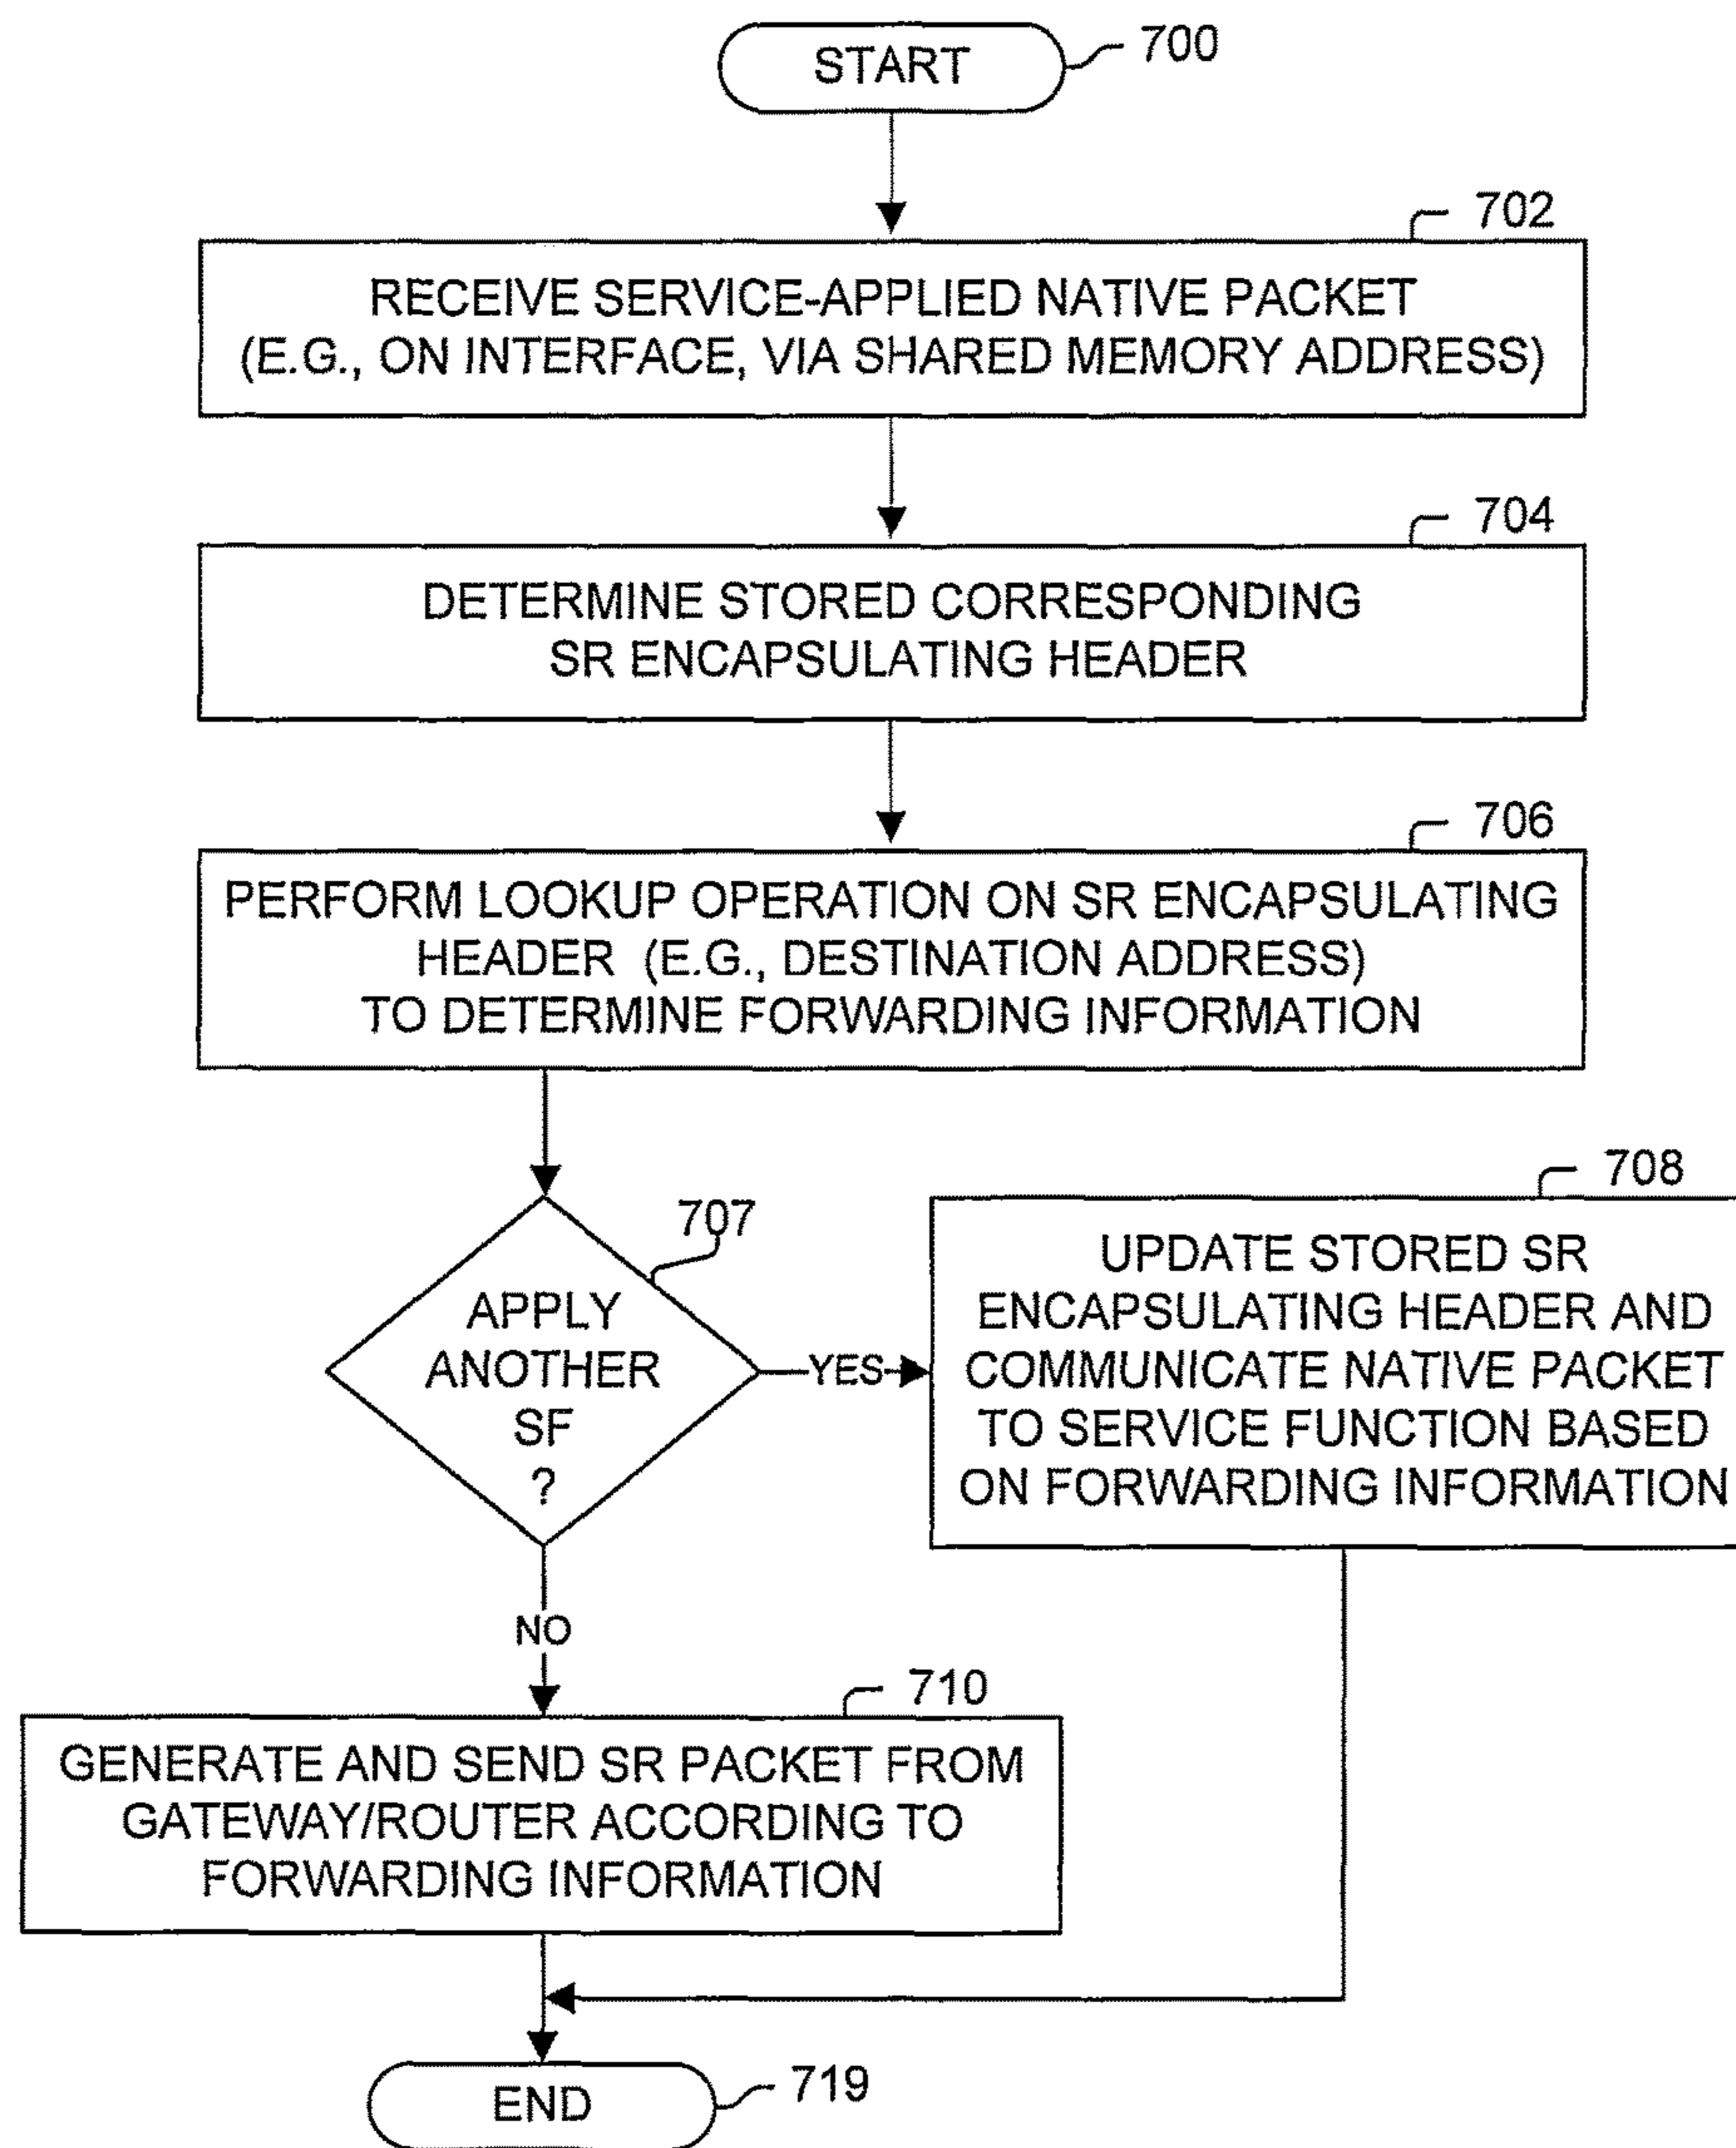 START
700
702
RECEIVE SERVICE-APPLIED NATIVE PACKET
(E.G., ON INTERFACE, VIA SHARED MEMORY ADDRESS)
704
DETERMINE STORED CORRESPONDING
SR ENCAPSULATING HEADER
706
PERFORM LOOKUP OPERATION ON SR ENCAPSULATING
HEADER (E.G., DESTINATION ADDRESS)
TO DETERMINE FORWARDING INFORMATION
707
APPLY
ANOTHER
SF
?
YES
708
UPDATE STORED SR
ENCAPSULATING HEADER AND
COMMUNICATE NATIVE PACKET
TO SERVICE FUNCTION BASED
ON FORWARDING INFORMATION
NO
710
GENERATE AND SEND SR PACKET FROM
GATEWAY/ROUTER ACCORDING TO
FORWARDING INFORMATION
END
719